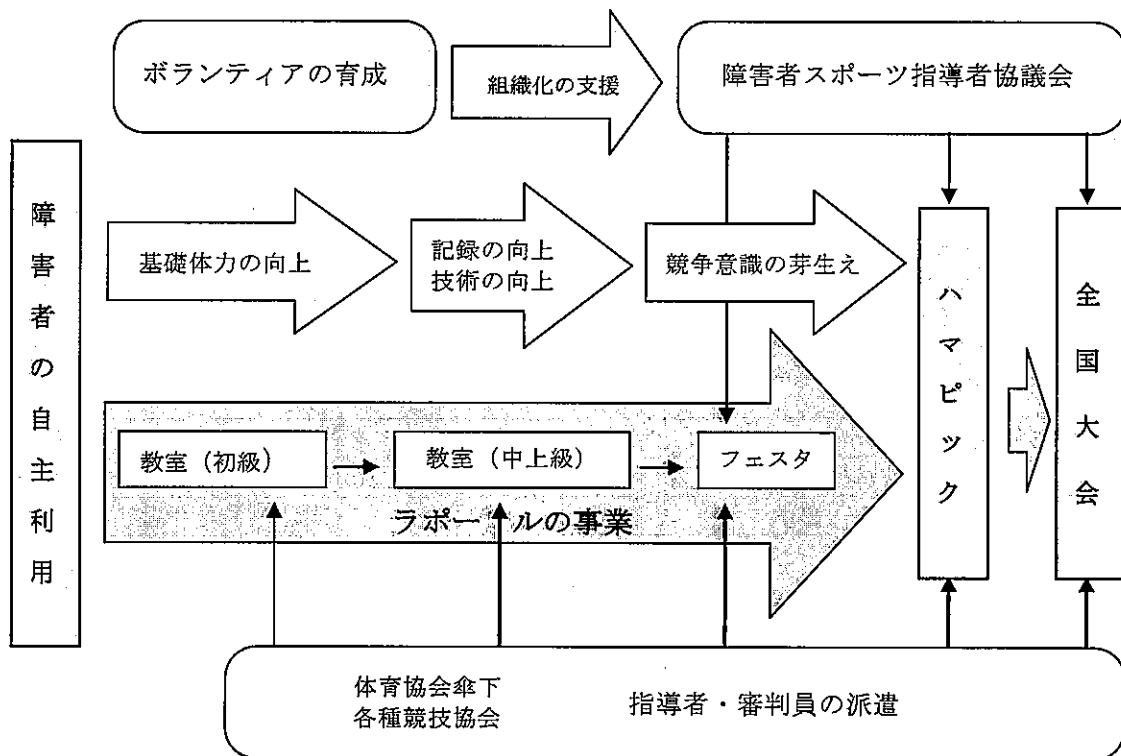 ボランティアの育成
組織化の支援
障害者スポーツ指導者協議会
障害者の自主利用
基礎体力の向上
記録の向上
技術の向上
競争意識の芽生え
ハマピック
全国大会
教室（初級）
教室（中上級）
フェスタ
ラポールの事業
体育協会傘下
各種競技協会
指導者・審判員の派遣